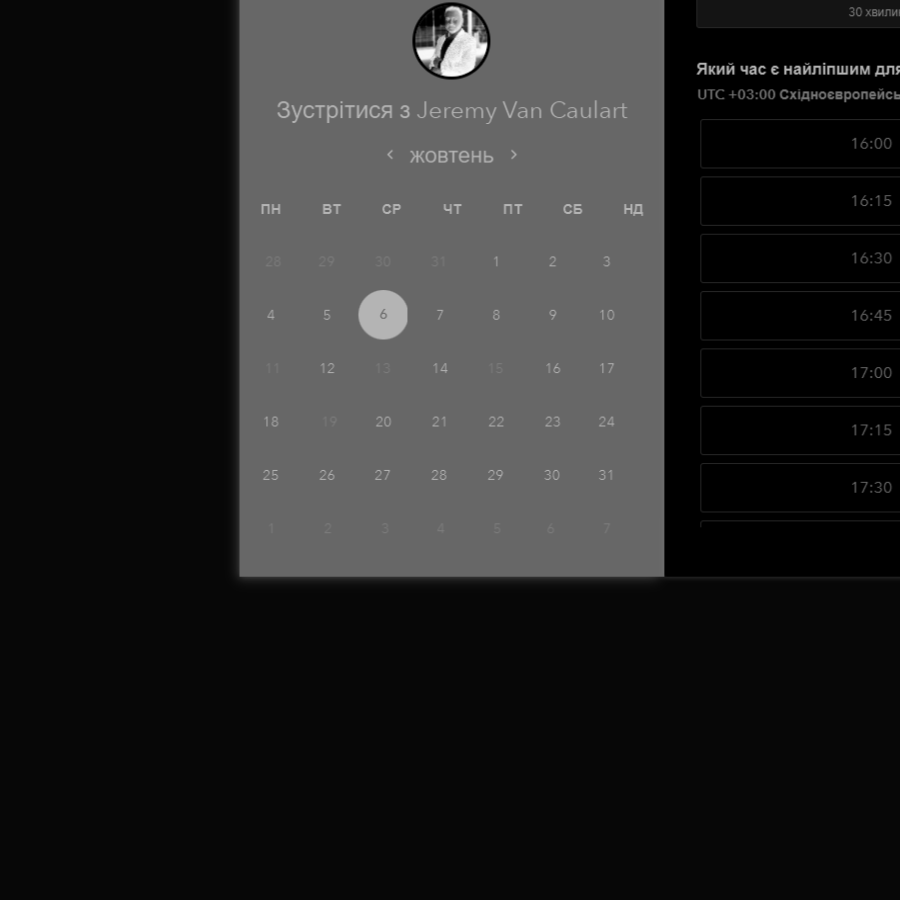 Зустрітися з Jeremy Van Caulart
жовтень
ПН ВТ СР ЧТ ПТ СБ НД
28 29 30 31 1 2 3
4 5 6 7 8 9 10
11 12 13 14 15 16 17
18 19 20 21 22 23 24
25 26 27 28 29 30 31
1 2 3 4 5 6 7
30 хвилин
Який час є найліпшим для
UTC +03:00 Східноєвропейсь
16:00
16:15
16:30
16:45
17:00
17:15
17:30